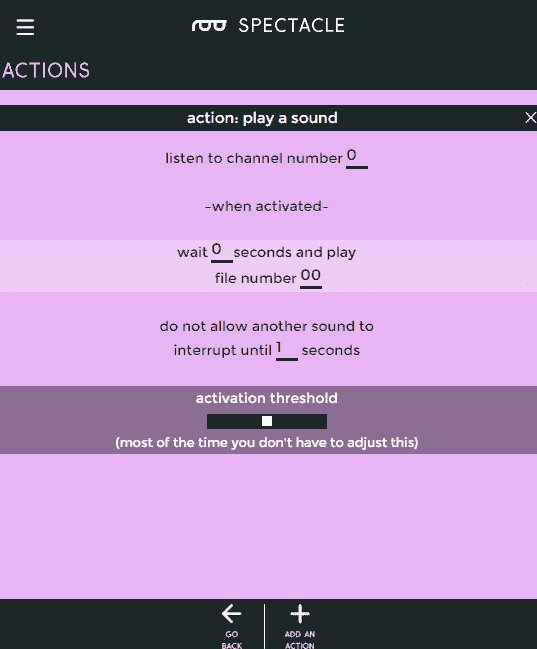 SPECTACLE
ACTIONS
action: play a sound
listen to channel number 0
-when activated-
wait 0 seconds and play
file number 00
do not allow another sound to
interrupt until 1 seconds
activation threshold
(most of the time you don't have to adjust this)
GO BACK
ADD AN ACTION